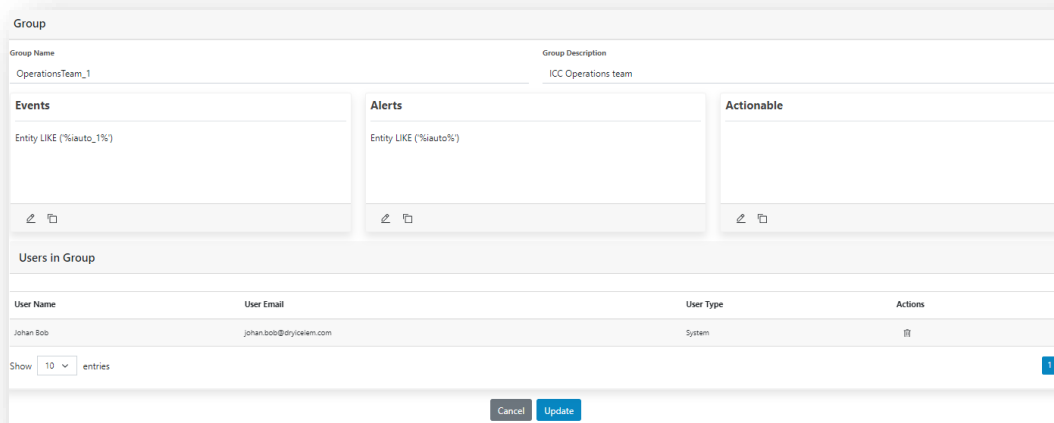 Group
Group Name
Group Description
OperationsTeam_1
ICC Operations team
Events
Alerts
Actionable
Entity LIKE ('%iauto_1%')
Entity LIKE ('%iauto%')
Users in Group
User Name User Email User Type Actions
Johan Bob johan.bob@drylcelem.com System
Show 10 entries
1
Cancel Update